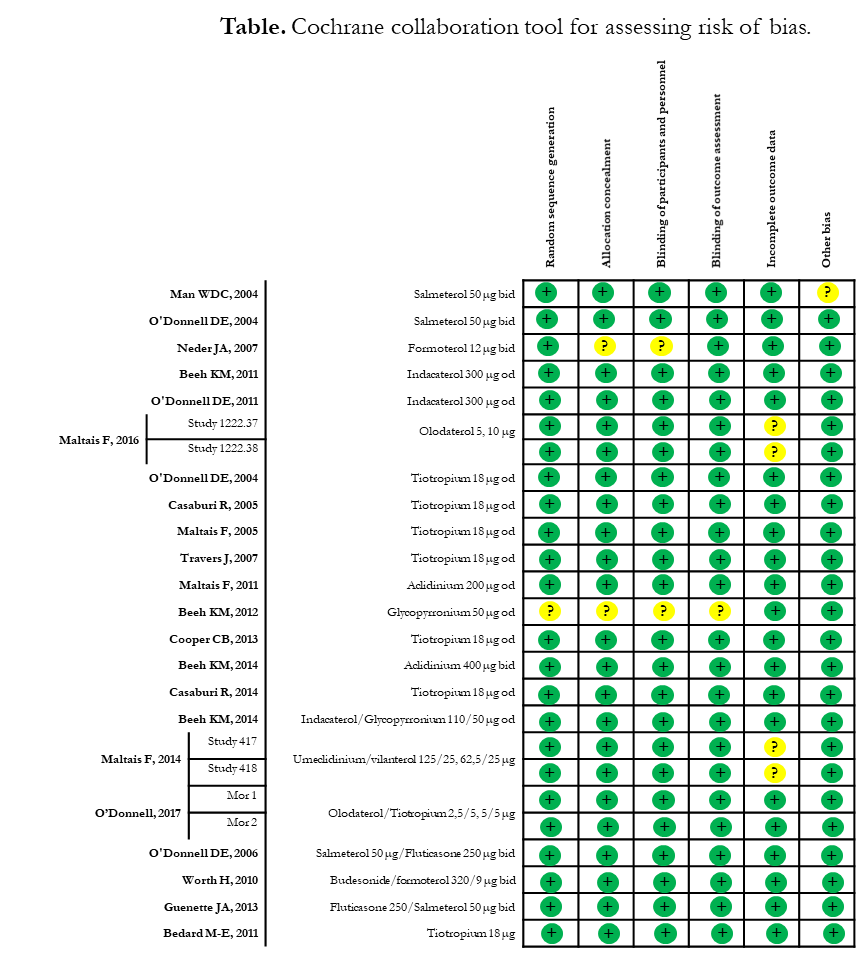 Table. Cochrane collaboration tool for assessing risk of bias.
Random sequence generation
Allocation concealment
Blinding of participants and personnel
Blinding of outcome assessment
Incomplete outcome data
Other bias
Man WDC, 2004 Salmeterol 50 µg bid + + + + + ?
O'Donnell DE, 2004 Salmeterol 50 µg bid + + + + + +
Neder JA, 2007 Formoterol 12 µg bid + ? ? + + +
Beeh KM, 2011 Indacaterol 300 µg od + + + + + +
O'Donnell DE, 2011 Indacaterol 300 µg od + + + + + +
Maltais F, 2016 Olodaterol 5, 10 µg
Study 1222.37 + + + + ? +
Study 1222.38 + + + + ? +
O'Donnell DE, 2004 Tiotropium 18 µg od + + + + + +
Casaburi R, 2005 Tiotropium 18 µg od + + + + + +
Maltais F, 2005 Tiotropium 18 µg od + + + + + +
Travers J, 2007 Tiotropium 18 µg od + + + + + +
Maltais F, 2011 Aclidinium 200 µg od + + + + + +
Beeh KM, 2012 Glycopyrronium 50 µg od ? ? ? ? + +
Cooper CB, 2013 Tiotropium 18 µg od + + + + + +
Beeh KM, 2014 Aclidinium 400 µg bid + + + + + +
Casaburi R, 2014 Tiotropium 18 µg od + + + + + +
Beeh KM, 2014 Indacaterol/Glycopyrronium 110/50 µg od + + + + + +
Maltais F, 2014 Umeclidinium/vilanterol 125/25, 62,5/25 µg
Study 417 + + + + ? +
Study 418 + + + + ? +
O'Donnell, 2017 Olodaterol/Tiotropium 2,5/5, 5/5 µg
Mor 1 + + + + + +
Mor 2 + + + + + +
O'Donnell DE, 2006 Salmeterol 50 µg/Fluticasone 250 µg bid + + + + + +
Worth H, 2010 Budesonide/formoterol 320/9 µg bid + + + + + +
Guenette JA, 2013 Fluticasone 250/Salmeterol 50 µg bid + + + + + +
Bedard M-E, 2011 Tiotropium 18 µg + + + + + +